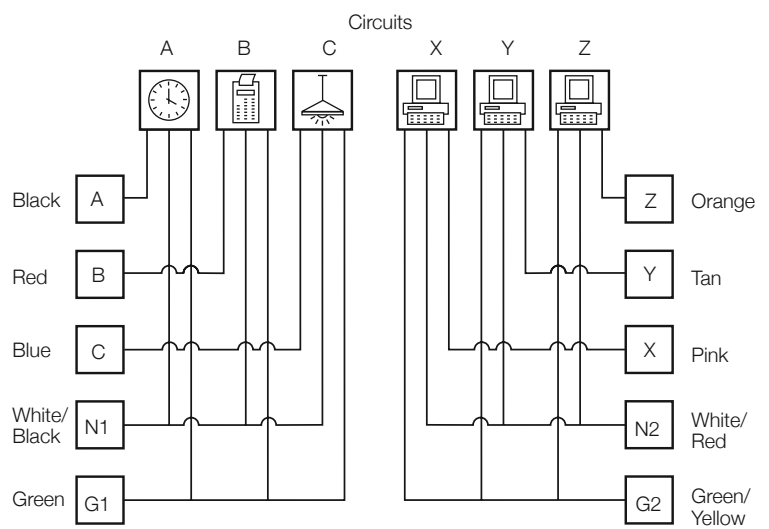 Circuits
A B C X Y Z
Black A
Z Orange
Red B
Y Tan
Blue C
X Pink
White/
Black
N1
N2
White/
Red
Green G1
G2
Green/
Yellow